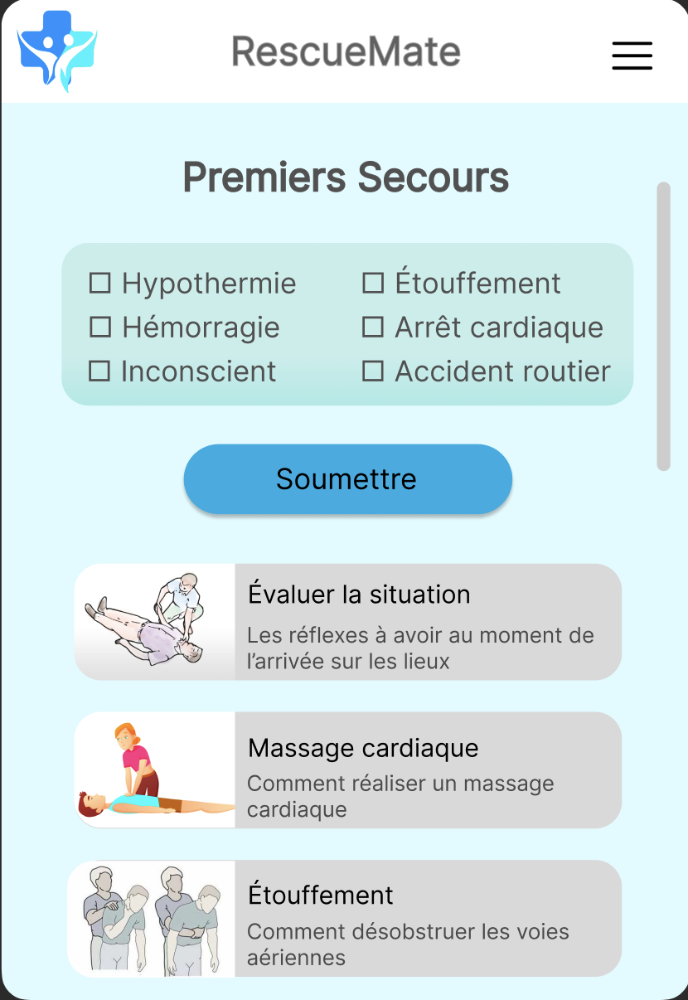 RescueMate
Premiers Secours
☐ Hypothermie
☐ Étouffement
☐ Hémorragie
☐ Arrêt cardiaque
☐ Inconscient
☐ Accident routier
Soumettre
Évaluer la situation
Les réflexes à avoir au moment de
l’arrivée sur les lieux
Massage cardiaque
Comment réaliser un massage
cardiaque
Étouffement
Comment désobstruer les voies
aériennes